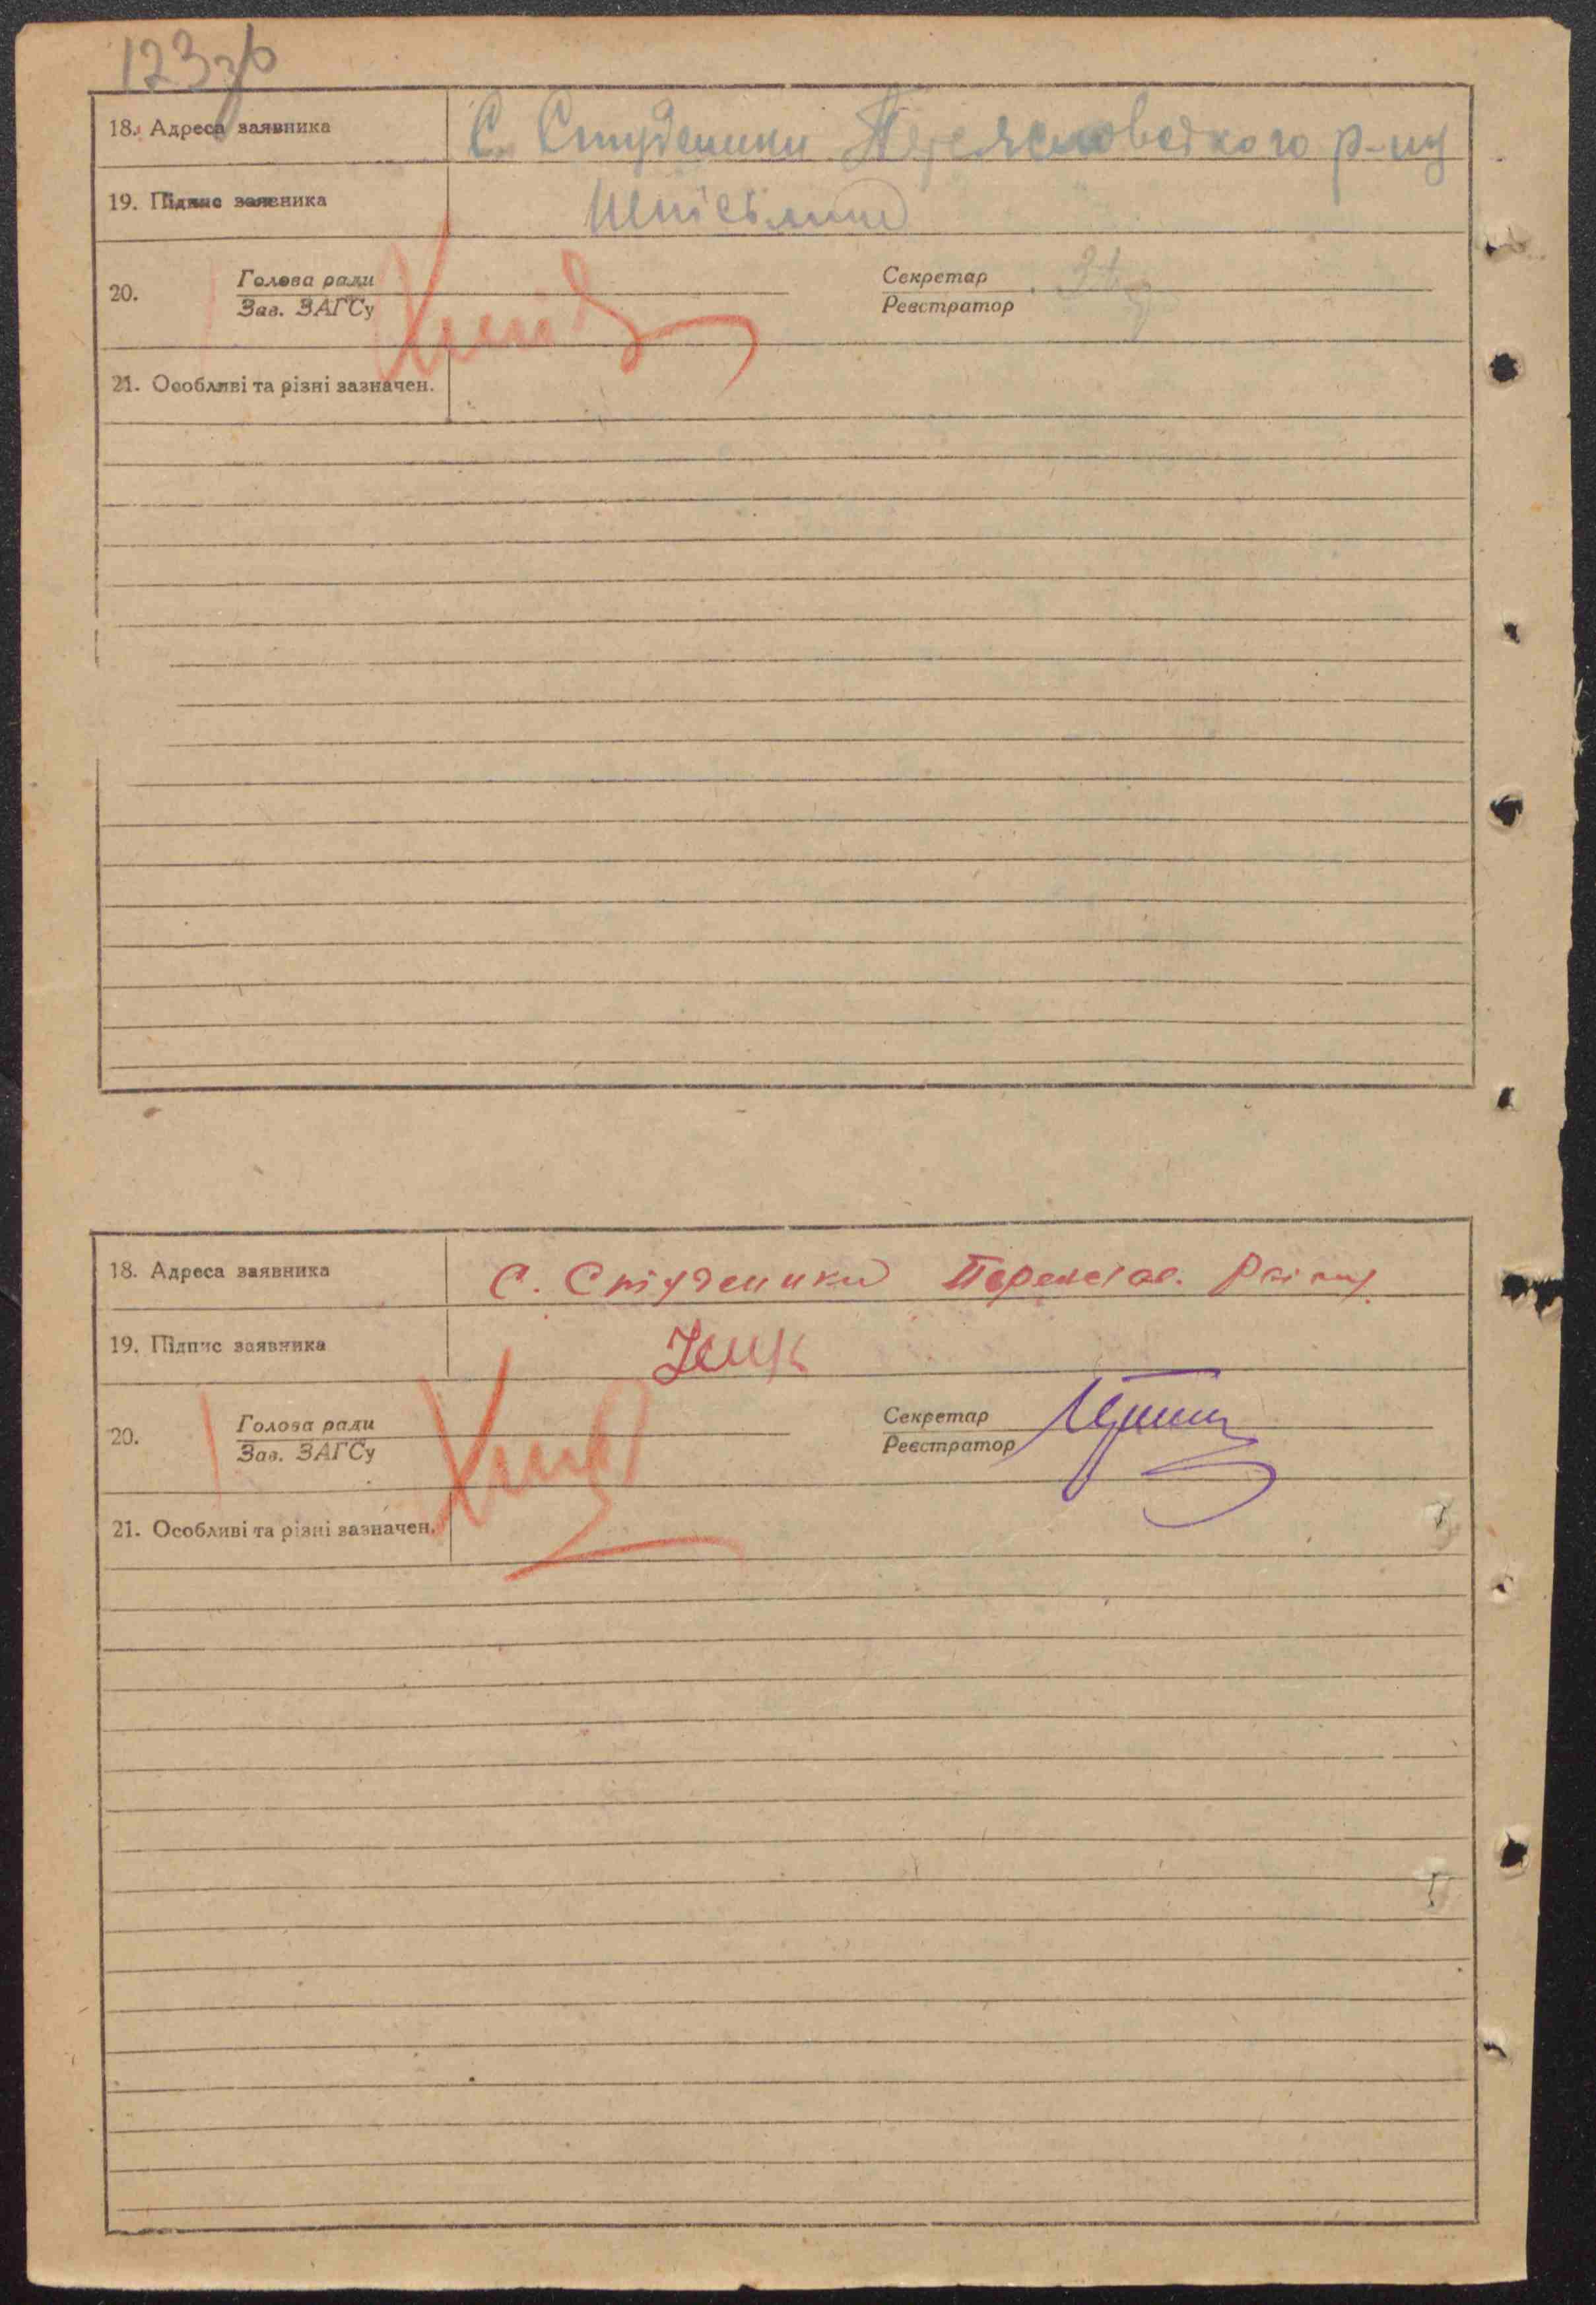 123зв
18. Адреса заявника С. Студеники Переяславського р-ну
19. Підпис заявника
20. Голова ради Секретар
Зав. ЗАГСу Реєстратор
21. Особливі та різні зазначен.
18. Адреса заявника С. Студеники Переяслав. Району
19. Підпис заявника
20. Голова ради Секретар
Зав. ЗАГСу Реєстратор
21. Особливі та різні зазначен.